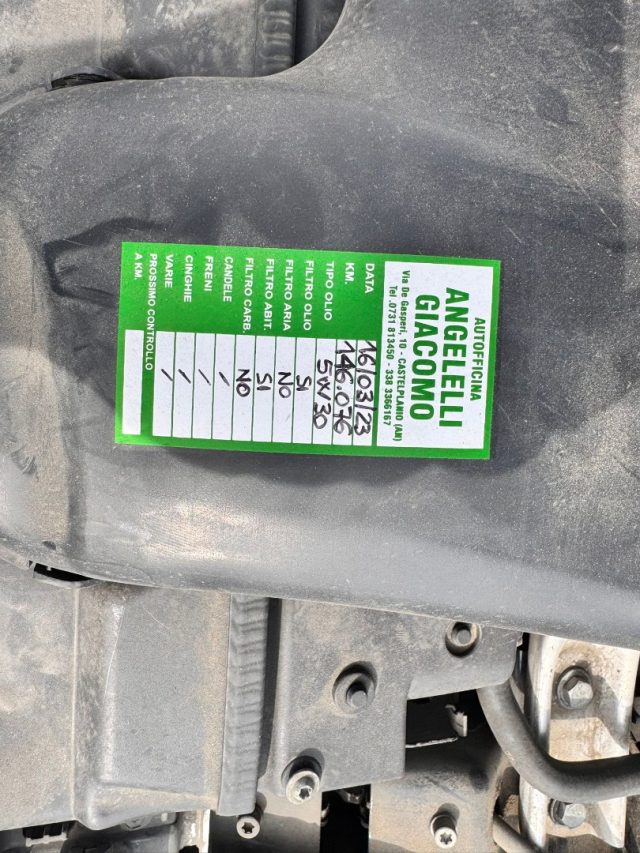 AUTOFFICINA
ANGELELLI
GIACOMO
Via De Gasperi, 10 - CASTELPLANIO (AN)
Tel .0731 813450 - 338 3366167
DATA 16/03/23
KM. 146.076
TIPO OLIO 5W30
FILTRO OLIO SI
FILTRO ARIA NO
FILTRO ABIT. SI
FILTRO CARB. NO
CANDELE /
FRENI /
CINGHIE /
VARIE /
PROSSIMO CONTROLLO
A KM.